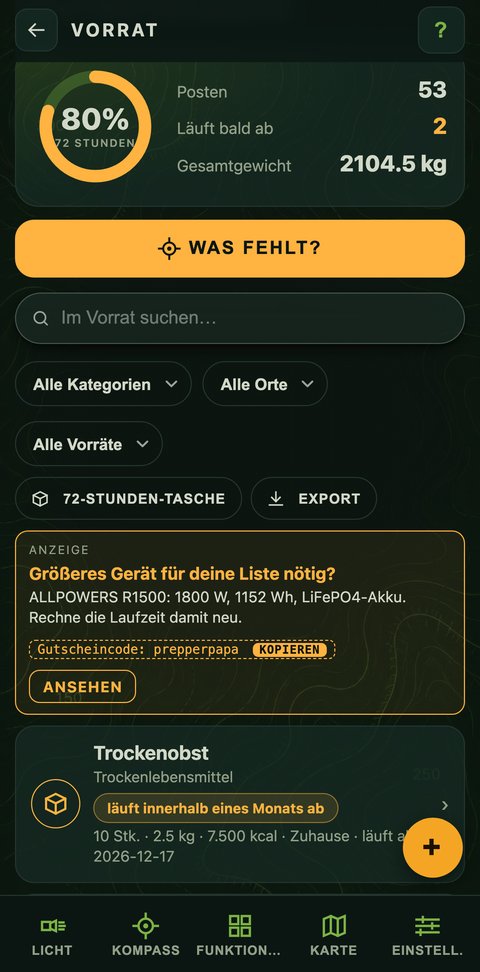 VORRAT
?
80%
72 STUNDEN
Posten 53
Läuft bald ab 2
Gesamtgewicht 2104.5 kg
WAS FEHLT?
Im Vorrat suchen…
Alle Kategorien
Alle Orte
Alle Vorräte
72-STUNDEN-TASCHE
EXPORT
ANZEIGE
Größeres Gerät für deine Liste nötig?
ALLPOWERS R1500: 1800 W, 1152 Wh, LiFePO4-Akku.
Rechne die Laufzeit damit neu.
Gutscheincode: prepperpapa KOPIEREN
ANSEHEN
150
Trockenobst
Trockenlebensmittel
250
läuft innerhalb eines Monats ab
10 Stk. · 2.5 kg · 7.500 kcal · Zuhause · läuft
2026-12-17
+
LICHT
KOMPASS
FUNKTION...
KARTE
EINSTELL.